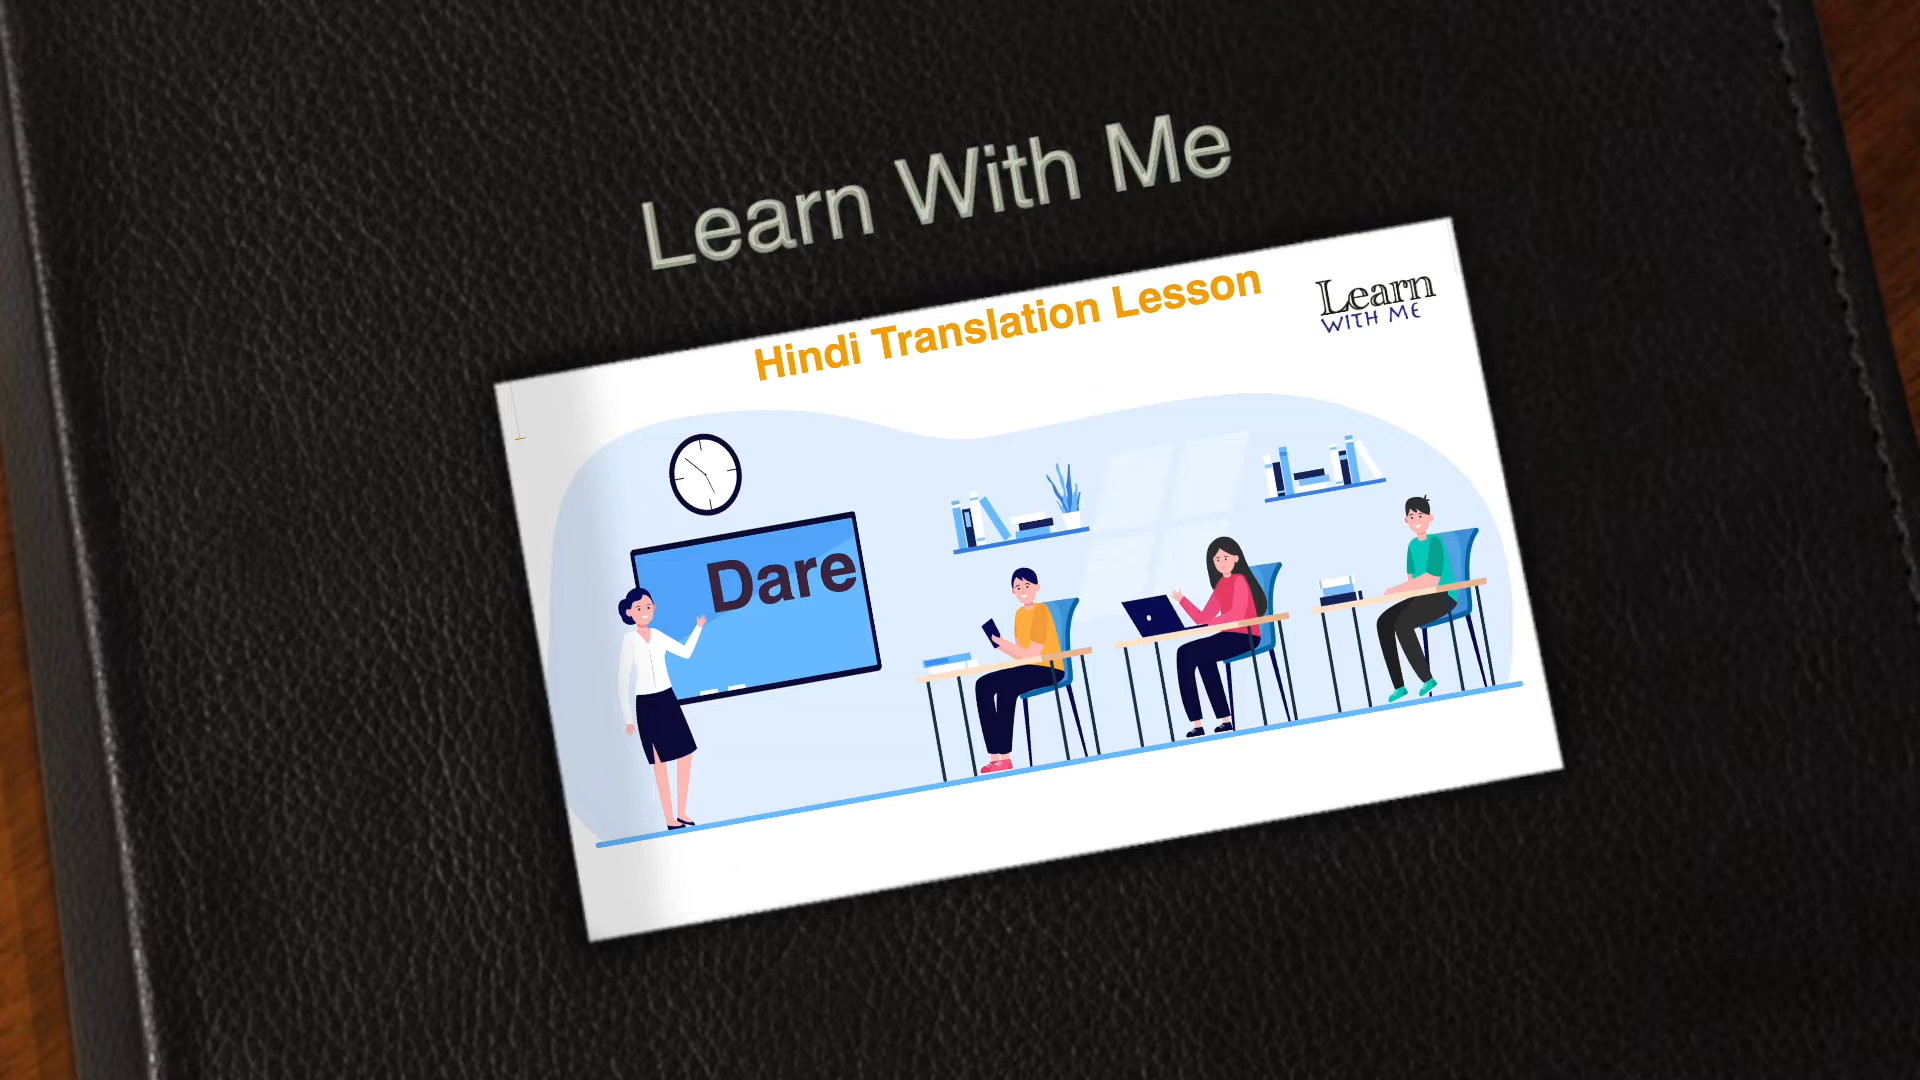 Learn With Me
Hindi Translation Lesson
Learn
WITH ME
Dare